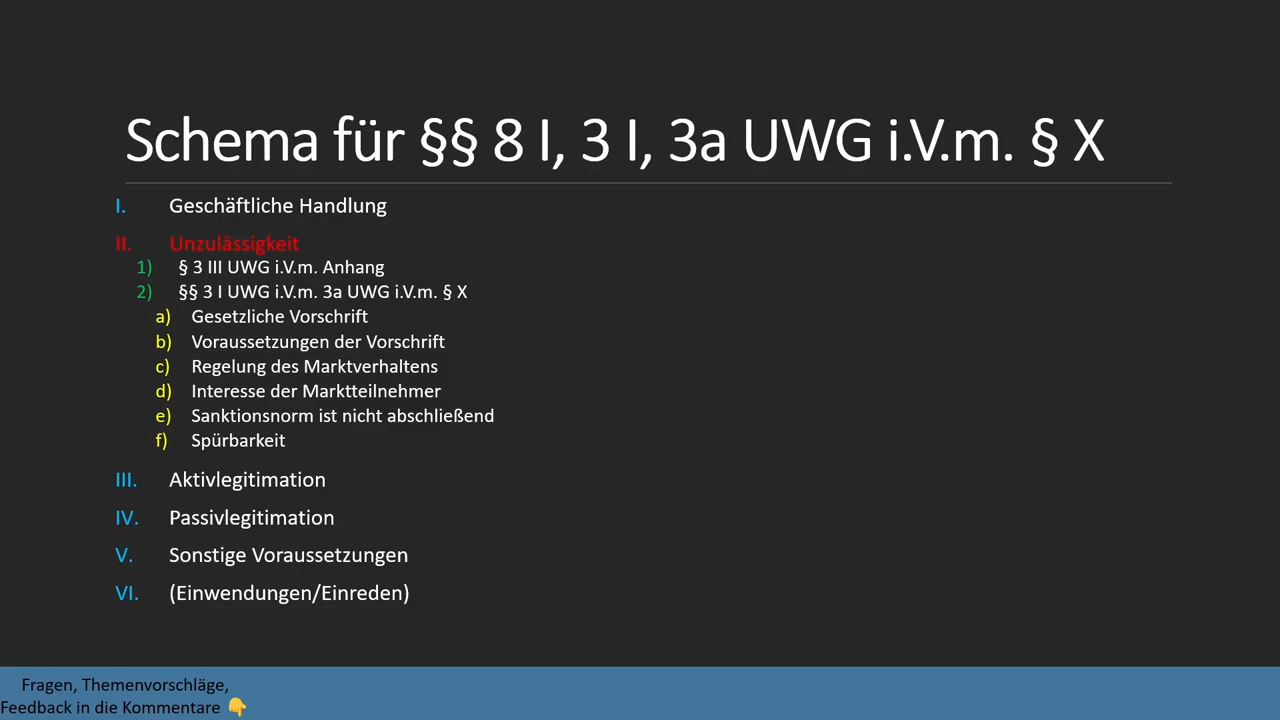 Schema für §§ 8 I, 3 I, 3a UWG i.V.m. § X
I. Geschäftliche Handlung
II. Unzulässigkeit
1) § 3 III UWG i.V.m. Anhang
2) §§ 3 I UWG i.V.m. 3a UWG i.V.m. § X
a) Gesetzliche Vorschrift
b) Voraussetzungen der Vorschrift
c) Regelung des Marktverhaltens
d) Interesse der Marktteilnehmer
e) Sanktionsnorm ist nicht abschließend
f) Spürbarkeit
III. Aktivlegitimation
IV. Passivlegitimation
V. Sonstige Voraussetzungen
VI. (Einwendungen/Einreden)
Fragen, Themenvorschläge,
Feedback in die Kommentare 👇